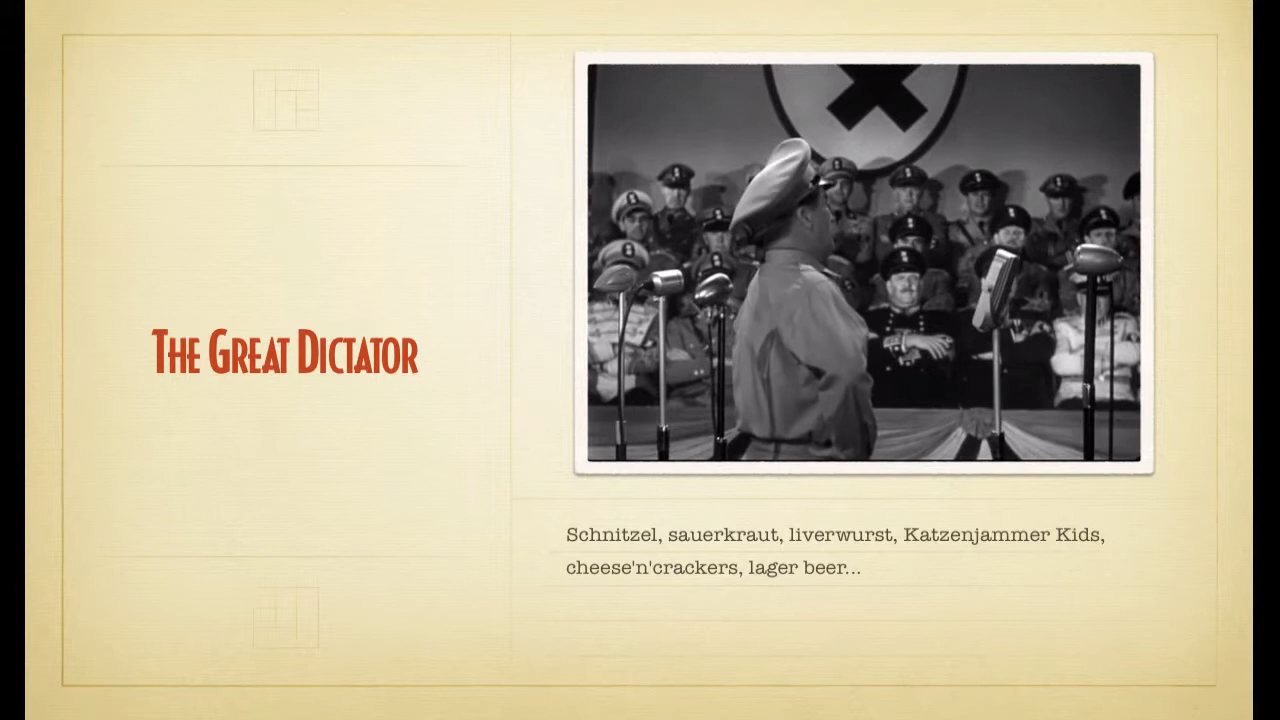 The Great Dictator
Schnitzel, sauerkraut, liverwurst, Katzenjammer Kids,
cheese'n'crackers, lager beer...